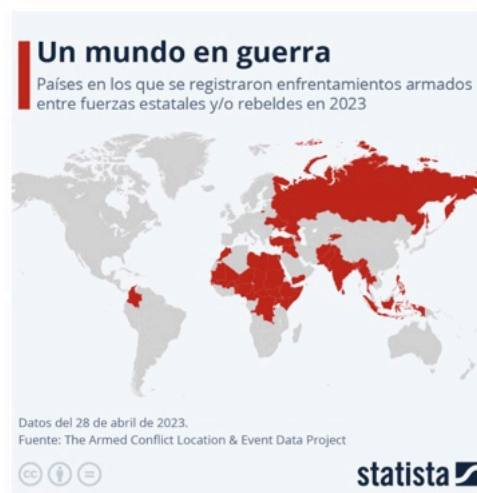 Un mundo en guerra
Países en los que se registraron enfrentamientos armados
entre fuerzas estatales y/o rebeldes en 2023
Datos del 28 de abril de 2023.
Fuente: The Armed Conflict Location & Event Data Project
cc
statista